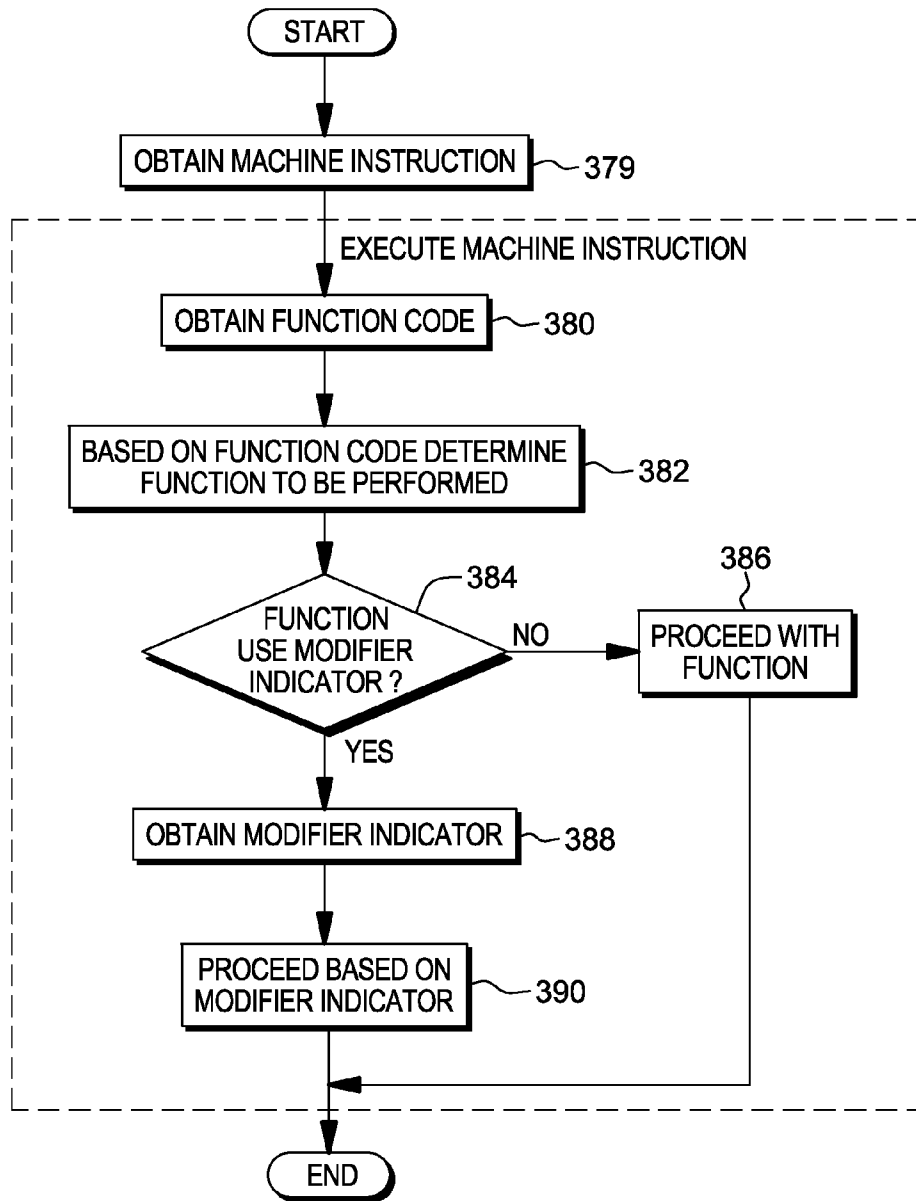 START
OBTAIN MACHINE INSTRUCTION
379
EXECUTE MACHINE INSTRUCTION
OBTAIN FUNCTION CODE
380
BASED ON FUNCTION CODE DETERMINE
FUNCTION TO BE PERFORMED
382
384
FUNCTION
USE MODIFIER
INDICATOR ?
NO
386
PROCEED WITH
FUNCTION
YES
OBTAIN MODIFIER INDICATOR
388
PROCEED BASED ON
MODIFIER INDICATOR
390
END